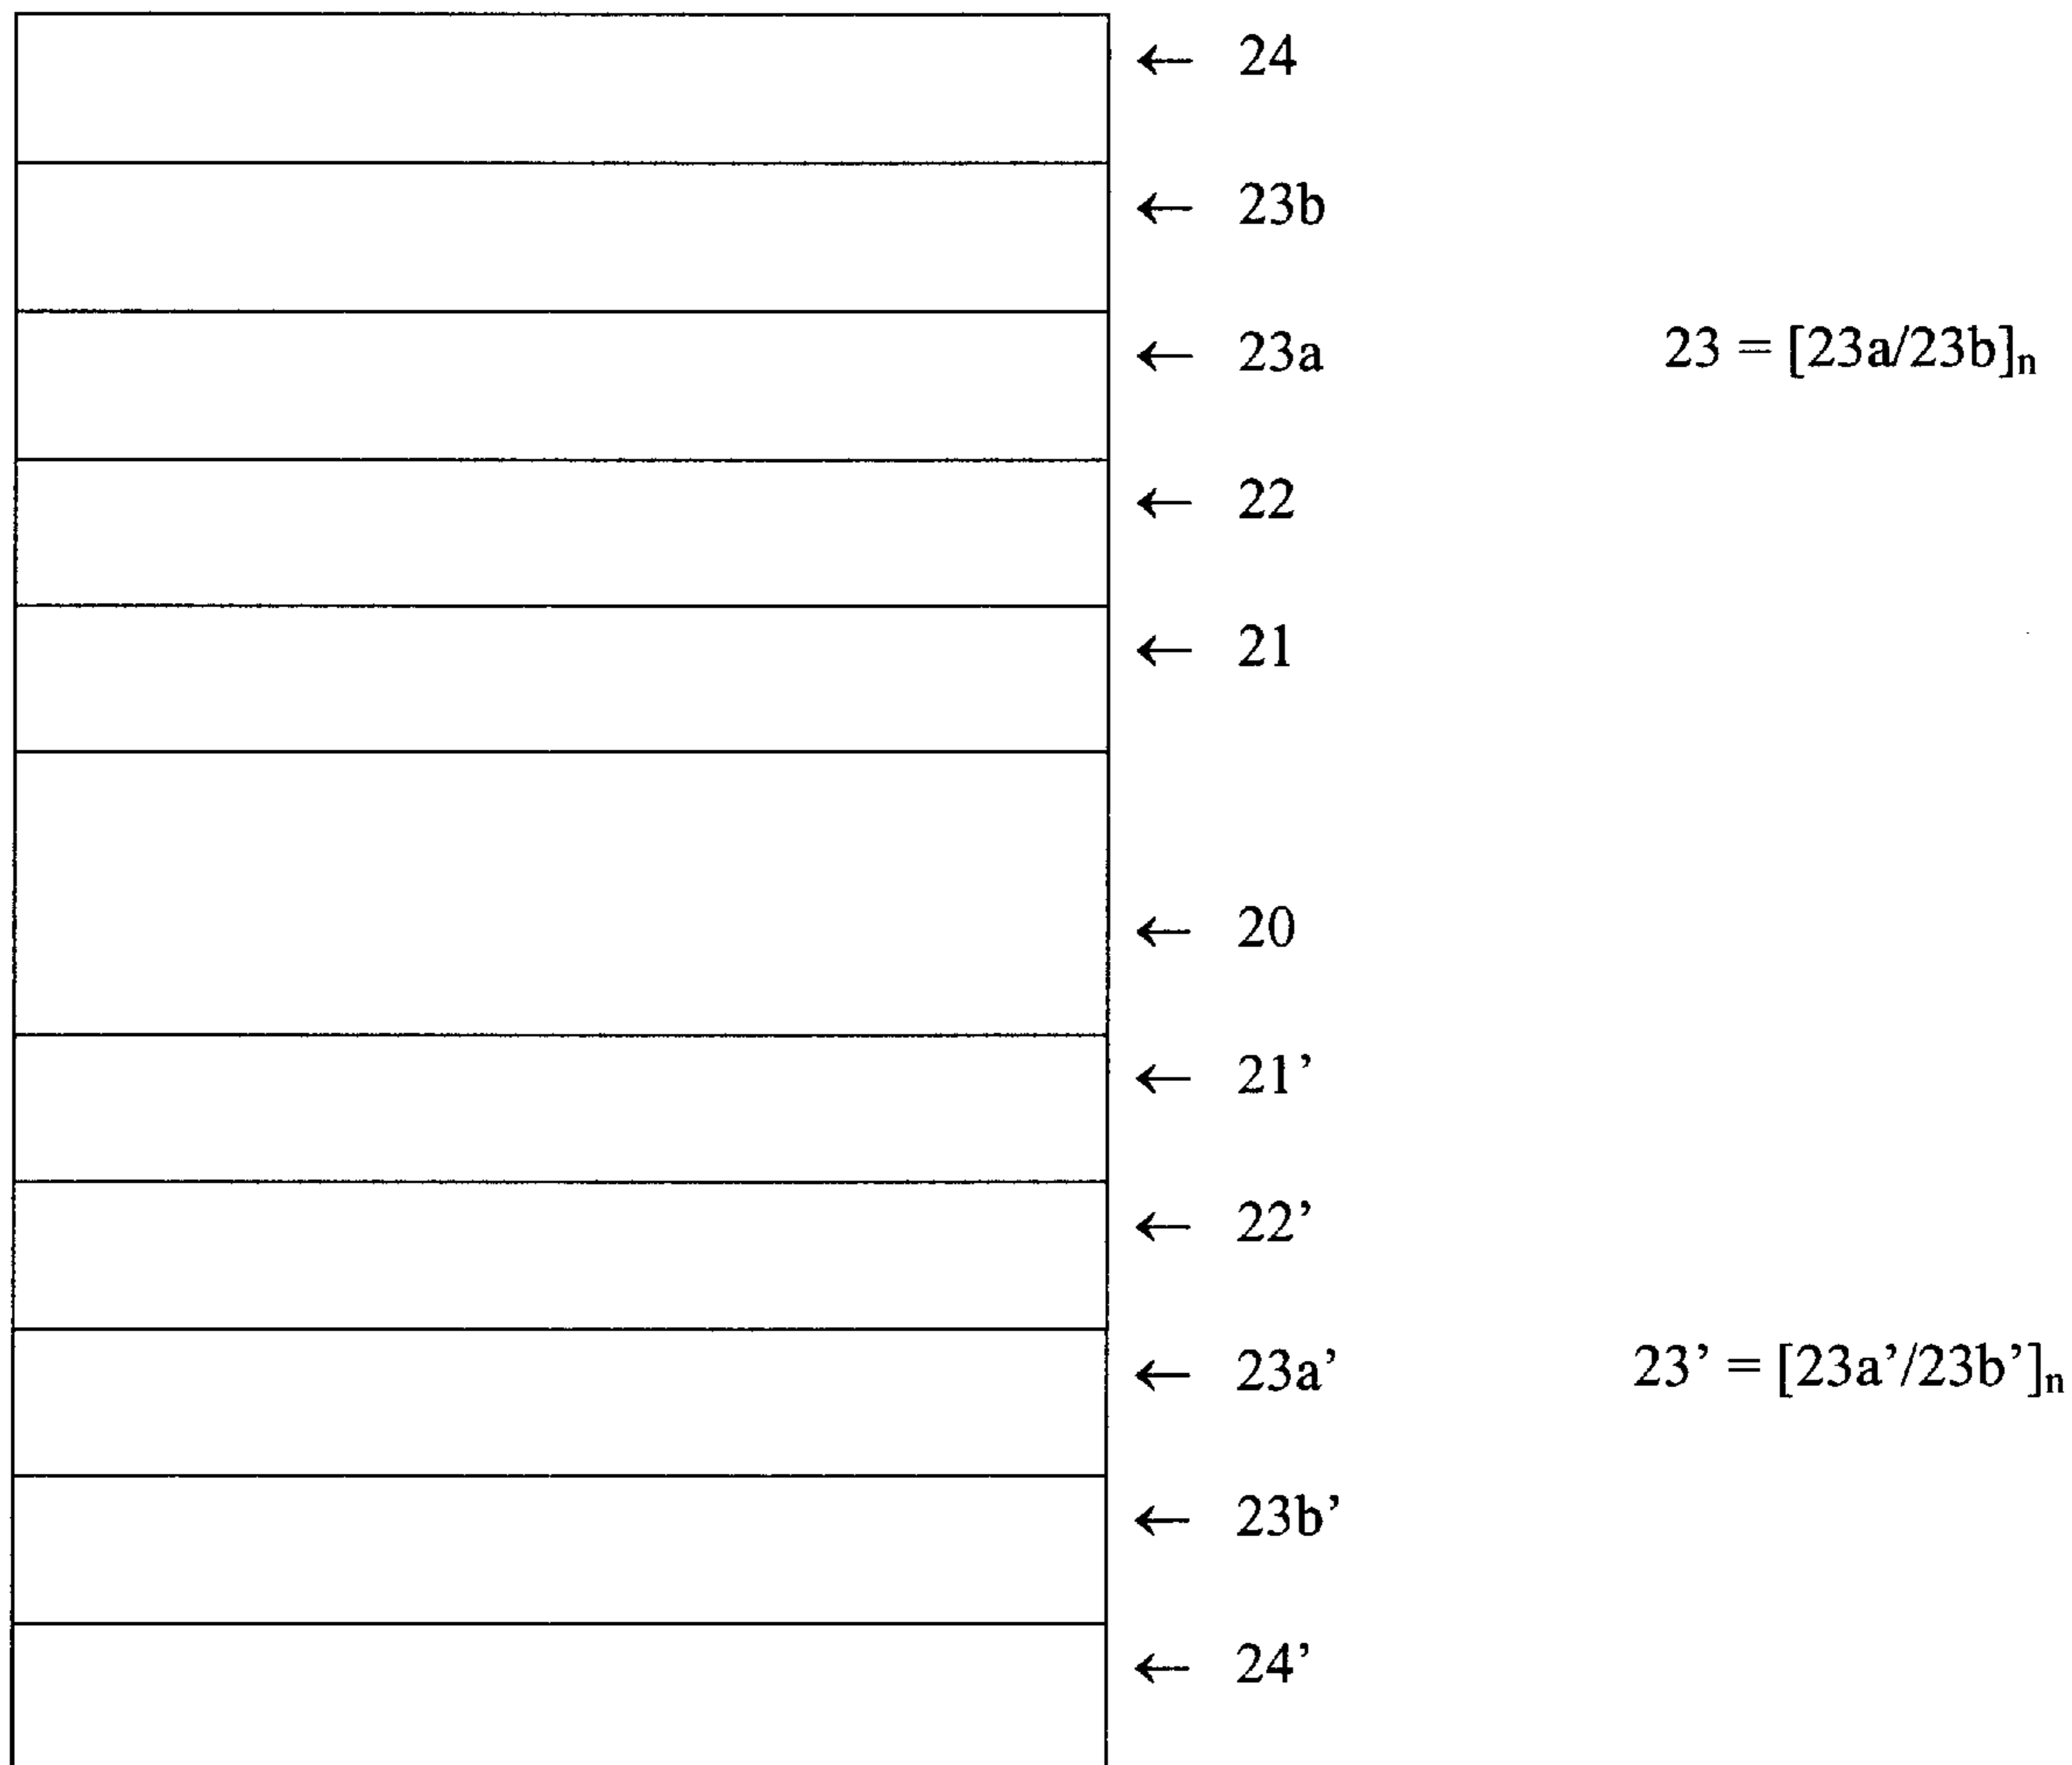 ← 24
← 23b
← 23a 23 = [23a/23b]n
← 22
← 21
← 20
← 21’
← 22’
← 23a’ 23’ = [23a’/23b’]n
← 23b’
← 24’